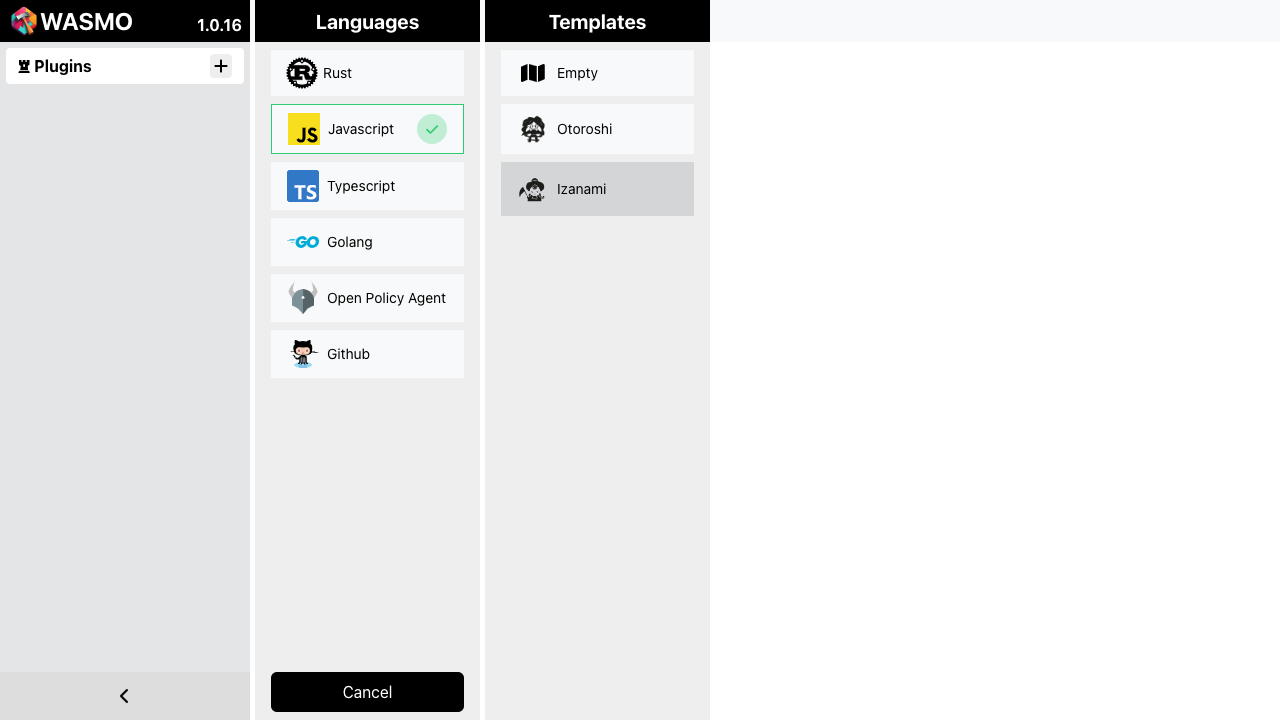 WASMO
1.0.16
Plugins
Languages
Rust
JS
Javascript
TS
Typescript
GO
Golang
Open Policy Agent
Github
Cancel
Templates
Empty
Otoroshi
Izanami